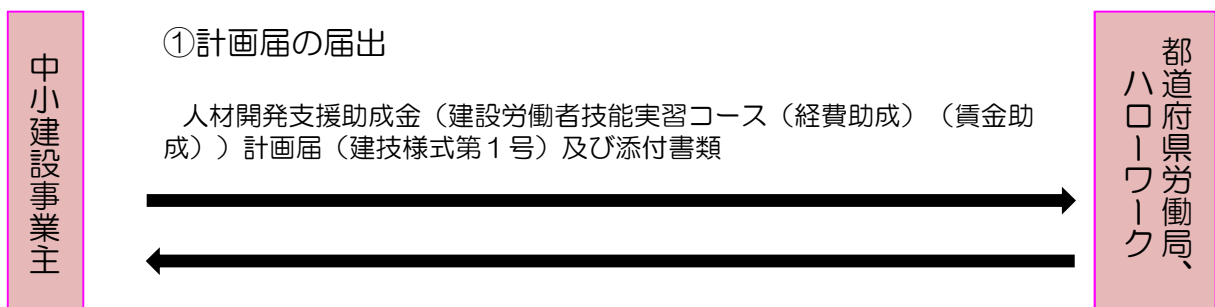 中小建設事業主
①計画届の届出
人材開発支援助成金（建設労働者技能実習コース（経費助成）（賃金助
成））計画届（建技様式第１号）及び添付書類
都道府県労働局、
ハローワーク